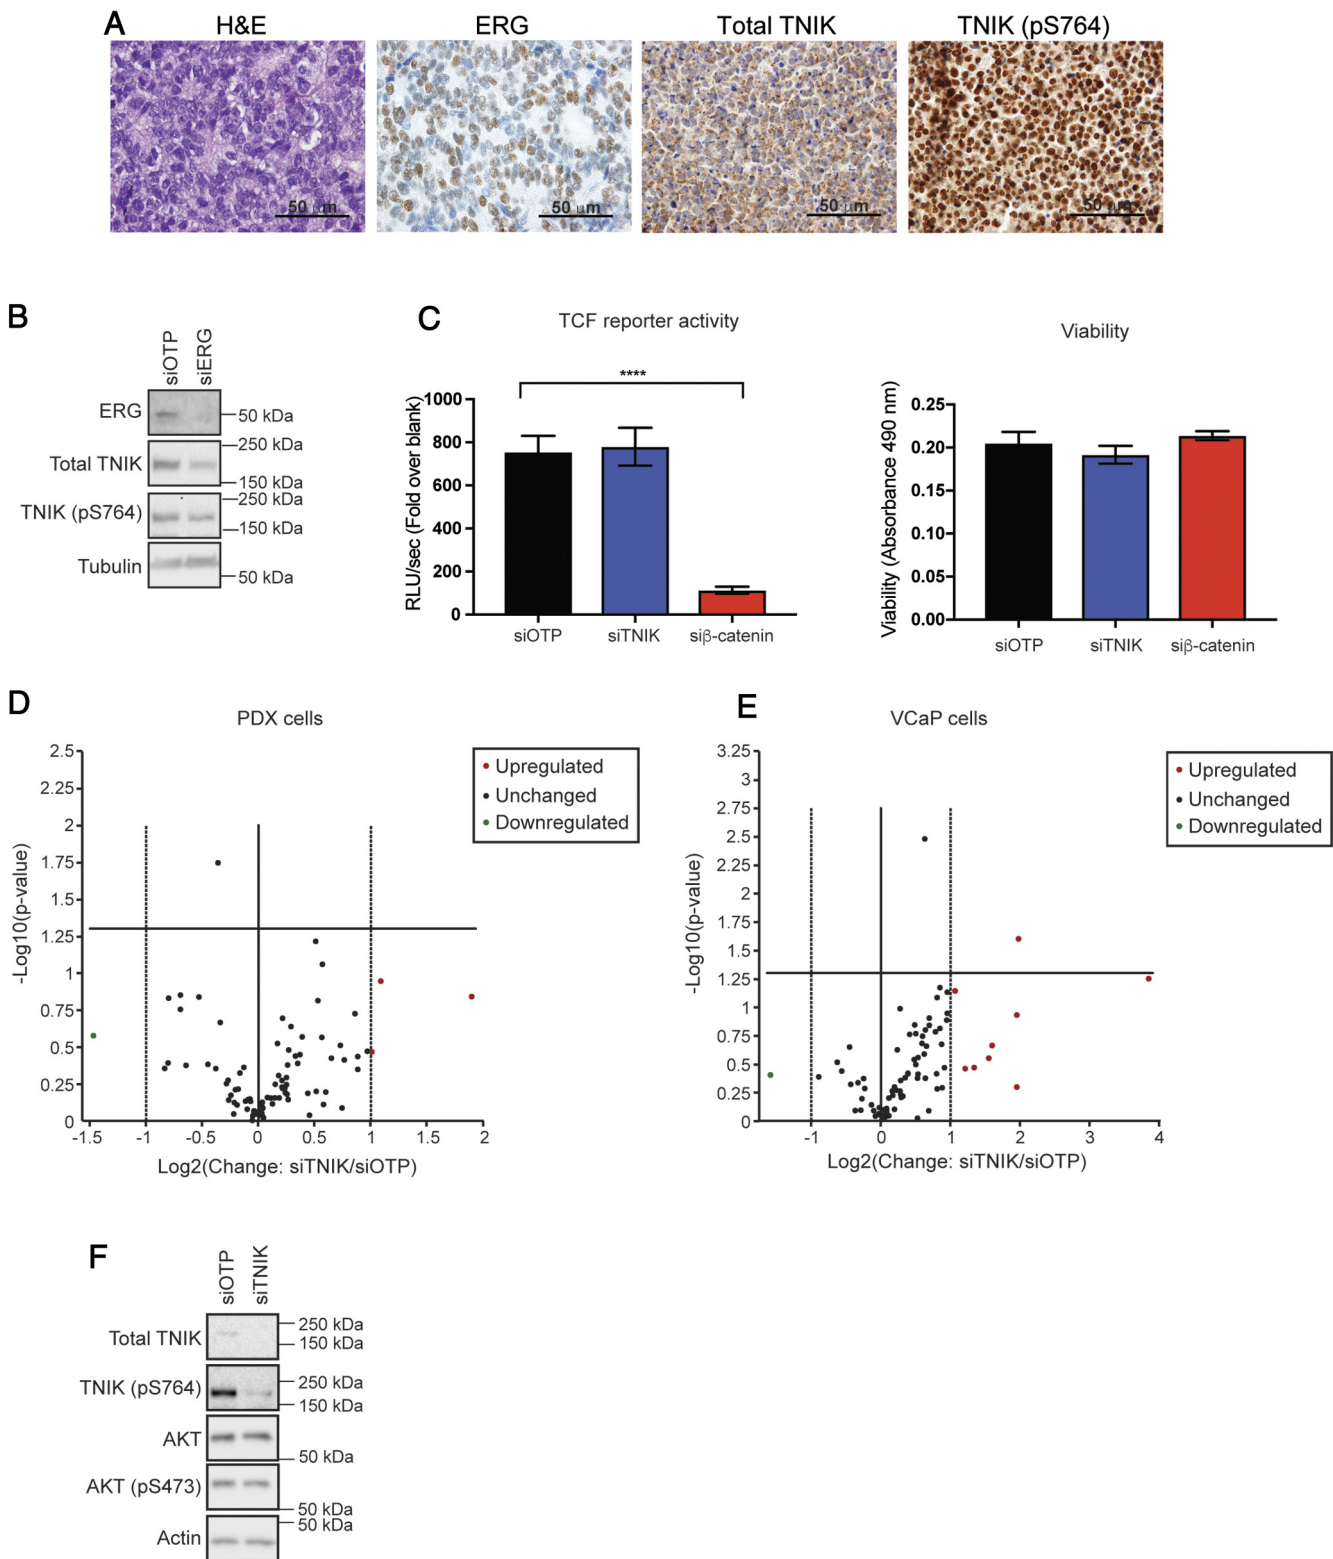 A
H&E
ERG
Total TNIK
TNIK (pS764)
50 µm
50 µm
50 µm
50 µm
B
siOTP
siERG
ERG
50 kDa
250 kDa
Total TNIK
150 kDa
250 kDa
TNIK (pS764)
150 kDa
Tubulin
50 kDa
C
TCF reporter activity
****
RLU/sec (Fold over blank)
1000
800
600
400
200
0
siOTP
siTNIK
siβ-catenin
Viability
Viability (Absorbance 490 nm)
0.25
0.20
0.15
0.10
0.05
0.00
siOTP
siTNIK
siβ-catenin
D
PDX cells
-Log10(p-value)
2.5
2.25
2
1.75
1.5
1.25
1
0.75
0.5
0.25
0
-1.5
-1
-0.5
0
0.5
1
1.5
2
Log2(Change: siTNIK/siOTP)
Upregulated
Unchanged
Downregulated
E
VCaP cells
-Log10(p-value)
3.25
3
2.75
2.5
2.25
2
1.75
1.5
1.25
1
0.75
0.5
0.25
0
-1
0
1
2
3
4
Log2(Change: siTNIK/siOTP)
Upregulated
Unchanged
Downregulated
F
siOTP
siTNIK
250 kDa
Total TNIK
150 kDa
TNIK (pS764)
250 kDa
150 kDa
AKT
50 kDa
AKT (pS473)
50 kDa
50 kDa
Actin